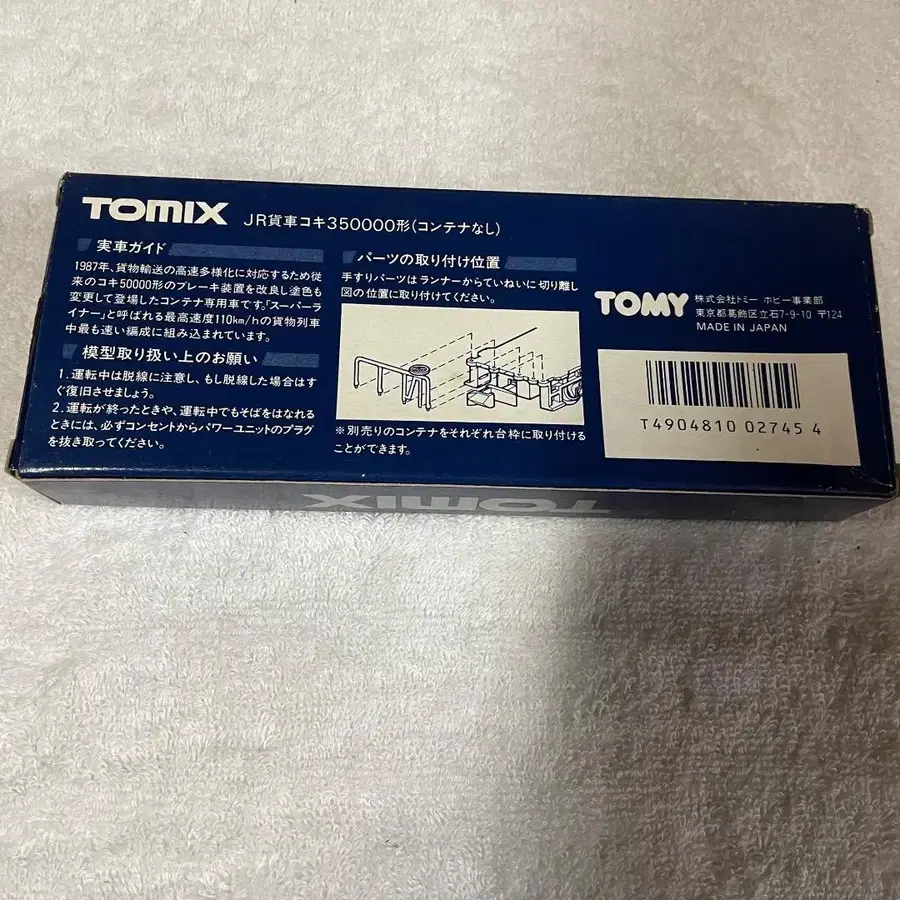 TOMIX JR貨車コキ350000形(コンテナなし)
実車ガイド
1987年、貨物輸送の高速多様化に対応するため従
来のコキ50000形のブレーキ装置を改良し塗色も
変更して登場したコンテナ専用車です。「スーパーラ
イナー」と呼ばれる最高速度110km/hの貨物列車
中最も速い編成に組み込まれています。
模型取り扱い上のお願い
1.運転中は脱線に注意し、もし脱線した場合はす
ぐ復旧させましょう。
2.運転が終ったときや、運転中でもそばをはなれる
ときには、必ずコンセントからパワーユニットのプラグ
を抜き取ってください。
パーツの取り付け位置
手すりパーツはランナーからていねいに切り離し
図の位置に取り付けてください。
※別売りのコンテナをそれぞれ台枠に取り付ける
ことができます。
TOMY 株式会社トミー ホビー事業部
東京都葛飾区立石7-9-10 〒124
MADE IN JAPAN
T4904810 02745 4
TOMIX